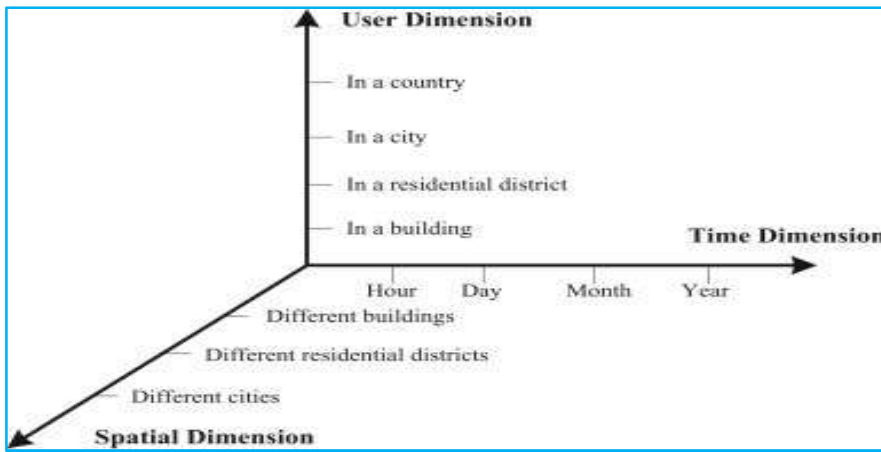 User Dimension
In a country
In a city
In a residential district
In a building
Time Dimension
Hour Day Month Year
Different buildings
Different residential districts
Different cities
Spatial Dimension